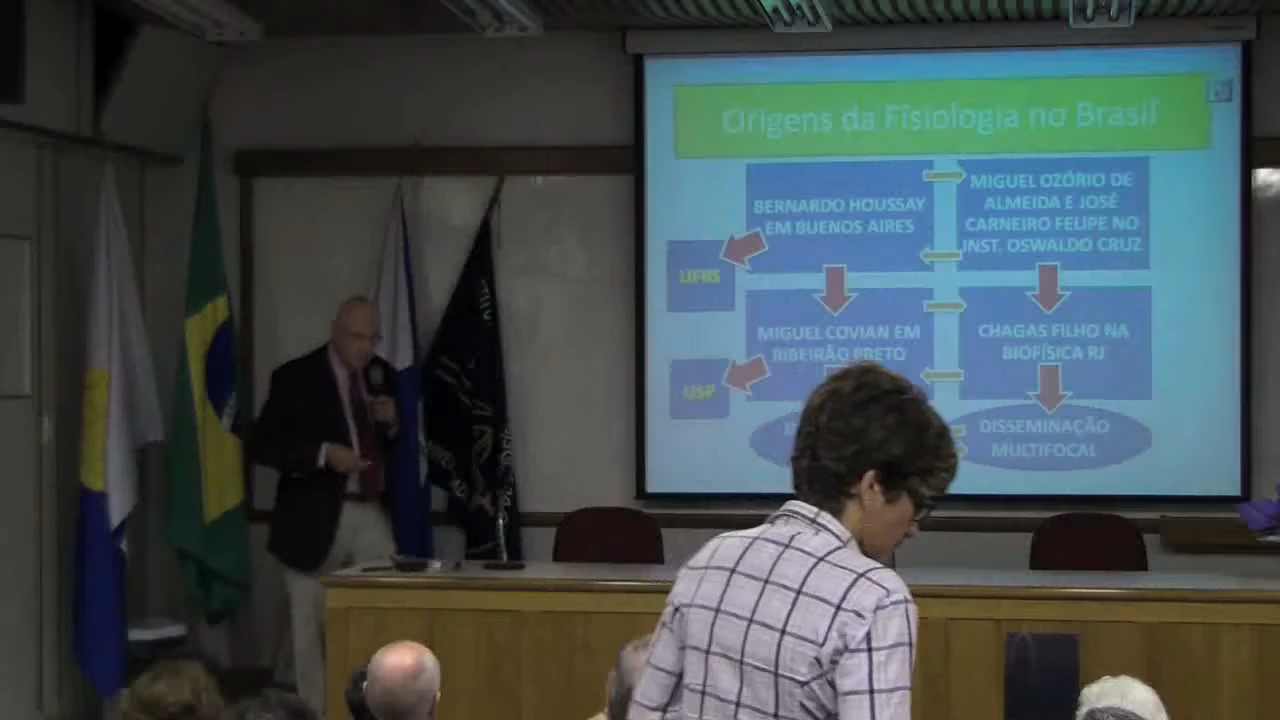 Origens da Fisiologia no Brasil
BERNARDO HOUSSAY
EM BUENOS AIRES
MIGUEL OZÓRIO DE
ALMEIDA E JOSÉ
CARNEIRO FELIPE NO
INST. OSWALDO CRUZ
UFRS
MIGUEL COVIAN EM
RIBEIRÃO PRETO
CHAGAS FILHO NA
BIOFÍSICA RJ
USP
DISSEMINAÇÃO
MULTIFOCAL